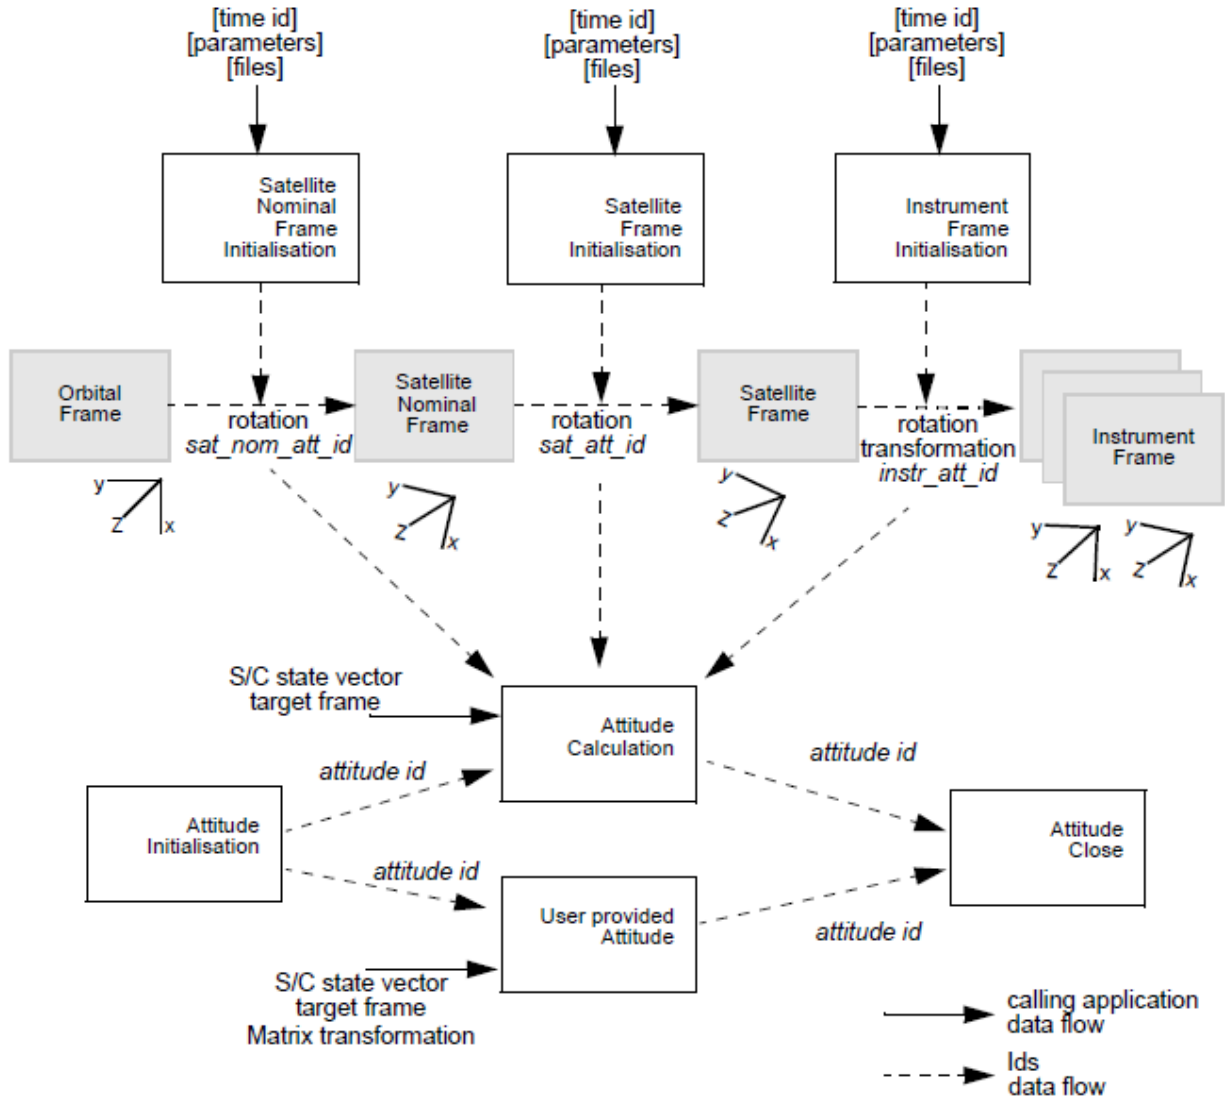 [time id]
[parameters]
[files]
[time id]
[parameters]
[files]
[time id]
[parameters]
[files]
Satellite
Nominal
Frame
Initialisation
Satellite
Frame
Initialisation
Instrument
Frame
Initialisation
Orbital
Frame
rotation
sat_nom_att_id
Satellite
Nominal
Frame
rotation
sat_att_id
Satellite
Frame
rotation
transformation
instr_att_id
Instrument
Frame
y
Z
x
y
Z
x
y
Z
x
y
Z
x
y
Z
x
S/C state vector
target frame
Attitude
Calculation
attitude id
attitude id
Attitude
Initialisation
Attitude
Close
attitude id
User provided
Attitude
attitude id
S/C state vector
target frame
Matrix transformation
calling application
data flow
Ids
data flow